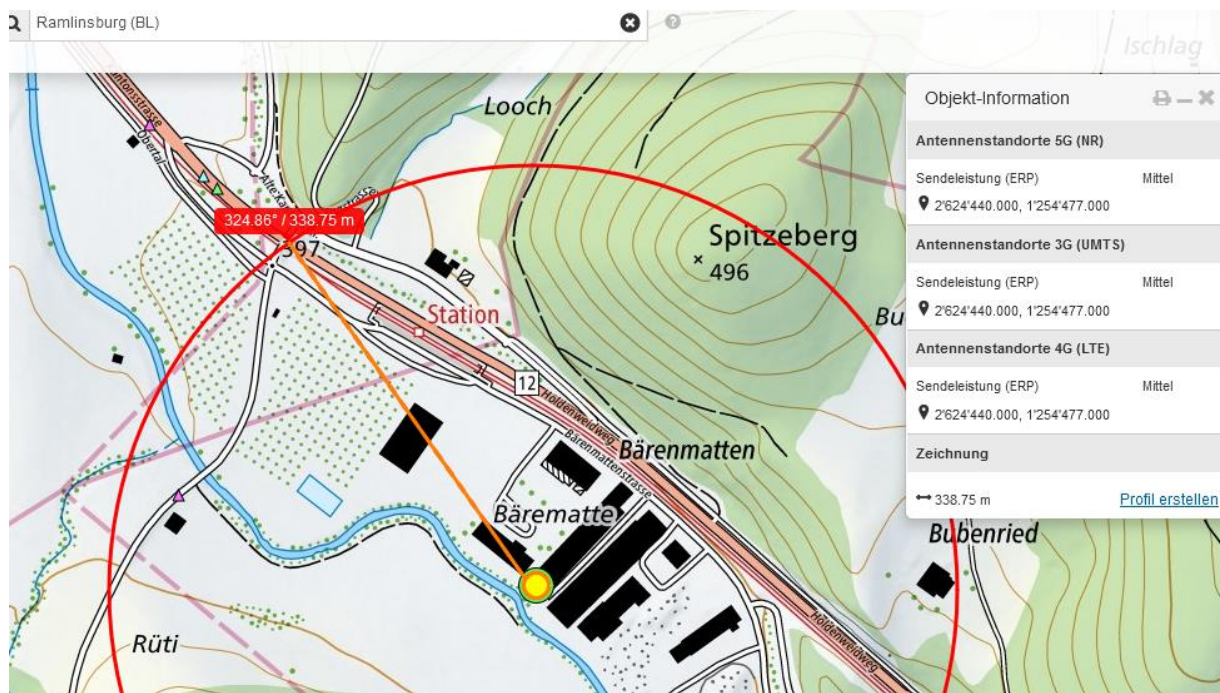 Ramlinsburg (BL)
Ischlag
Looch
Obertal
324.86° / 338.75 m
397
Station
Spitzeberg
496
12
Holdenweidweg
Bärenmattenstrasse
Bärenmatten
Bärematte
Bubenried
Holdenweidweg
Rüti
Objekt-Information
Antennenstandorte 5G (NR)
Sendeleistung (ERP) Mittel
2'624'440.000, 1'254'477.000
Antennenstandorte 3G (UMTS)
Sendeleistung (ERP) Mittel
2'624'440.000, 1'254'477.000
Antennenstandorte 4G (LTE)
Sendeleistung (ERP) Mittel
2'624'440.000, 1'254'477.000
Zeichnung
338.75 m Profil erstellen